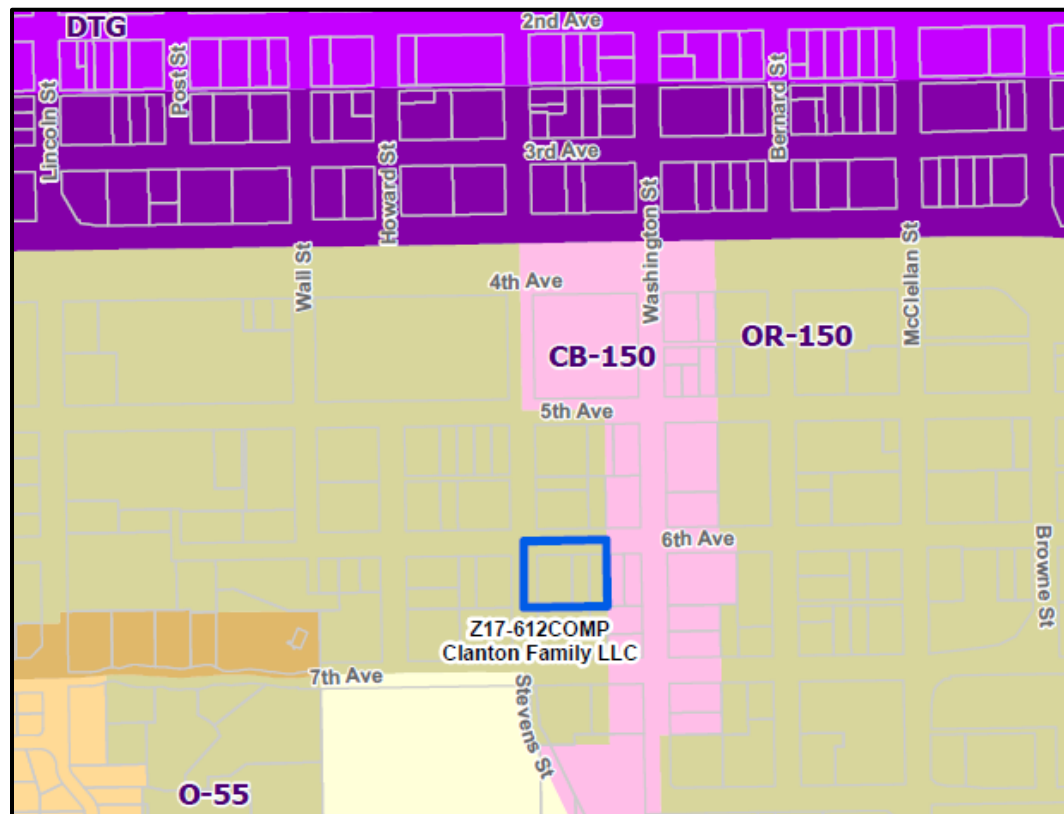 DTG
2nd Ave
Post St
Bernard St
Lincoln St
3rd Ave
Howard St
Washington St
Wall St
4th Ave
McClellan St
CB-150
OR-150
5th Ave
6th Ave
Browne St
Z17-612COMP
Clanton Family LLC
7th Ave
Stevens St
O-55